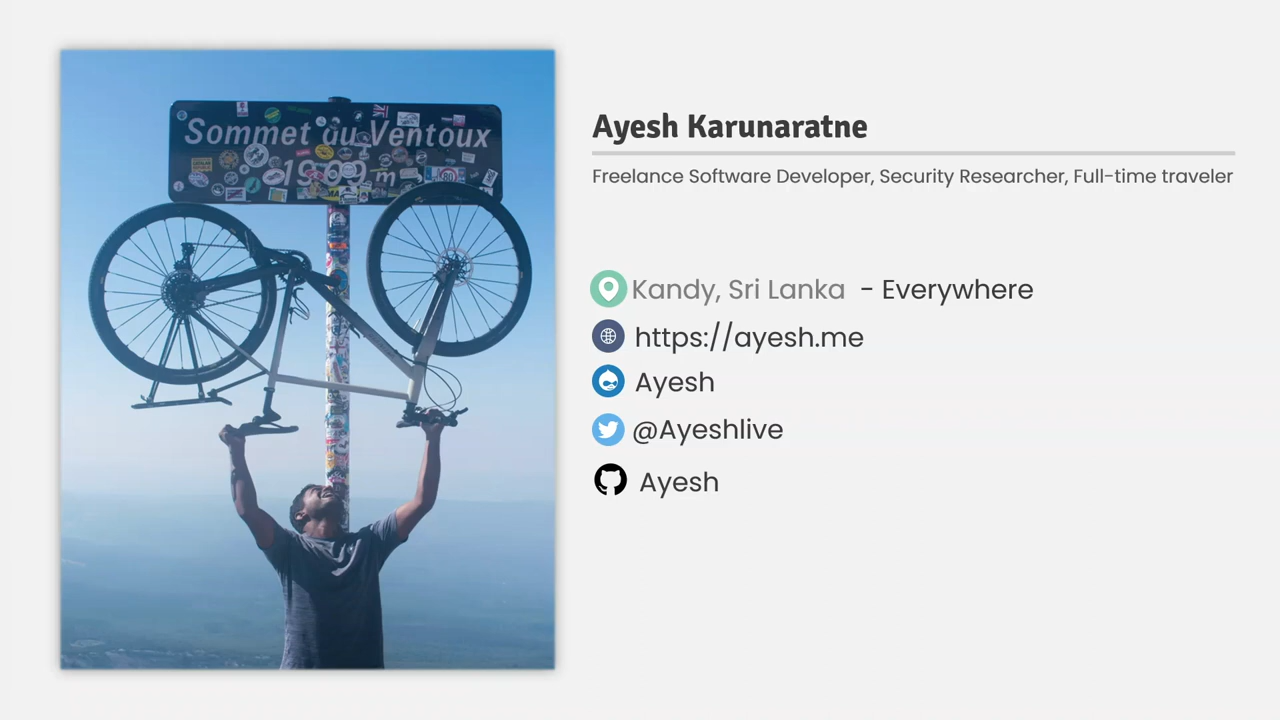 Sommet du Ventoux
1909 m
Ayesh Karunaratne
Freelance Software Developer, Security Researcher, Full-time traveler
Kandy, Sri Lanka - Everywhere
https://ayesh.me
Ayesh
@Ayeshlive
Ayesh